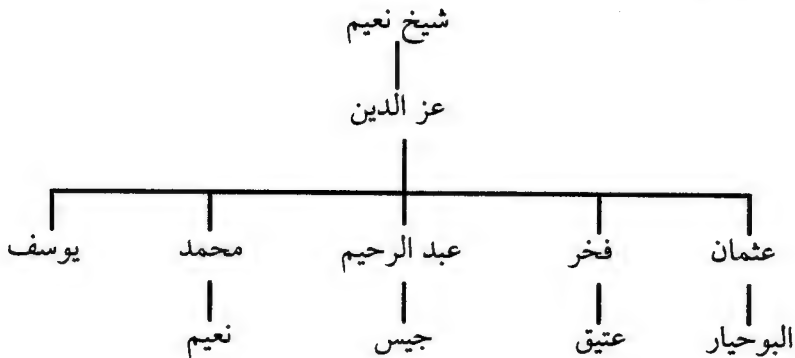 شيخ نعيم
عز الدين
عثمان فخر عبد الرحيم محمد يوسف
البوحيار عتيق جيس نعيم